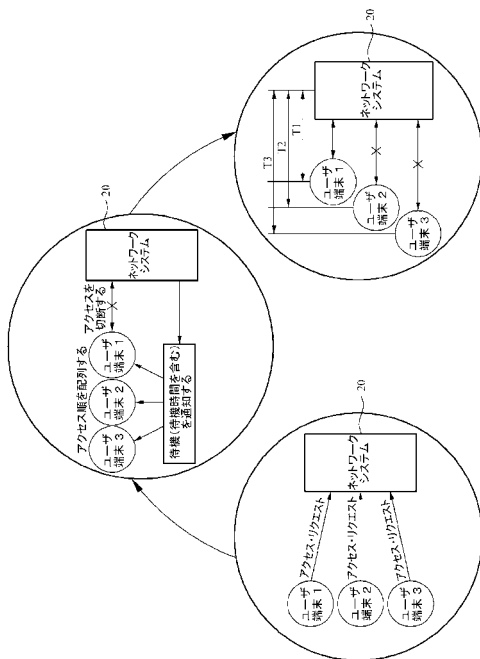 ユーザ
端末 1
ユーザ
端末 2
ユーザ
端末 3
アクセス・リクエスト
アクセス・リクエスト
アクセス・リクエスト
ネットワーク
システム
20
アクセス順を配列する
ユーザ
端末 3
ユーザ
端末 2
ユーザ
端末 1
アクセスを
切断する
ネットワーク
システム
20
待機(待機時間を含む)
を通知する
T3
T2
T1
ユーザ
端末 1
ユーザ
端末 2
ユーザ
端末 3
ネットワーク
システム
20